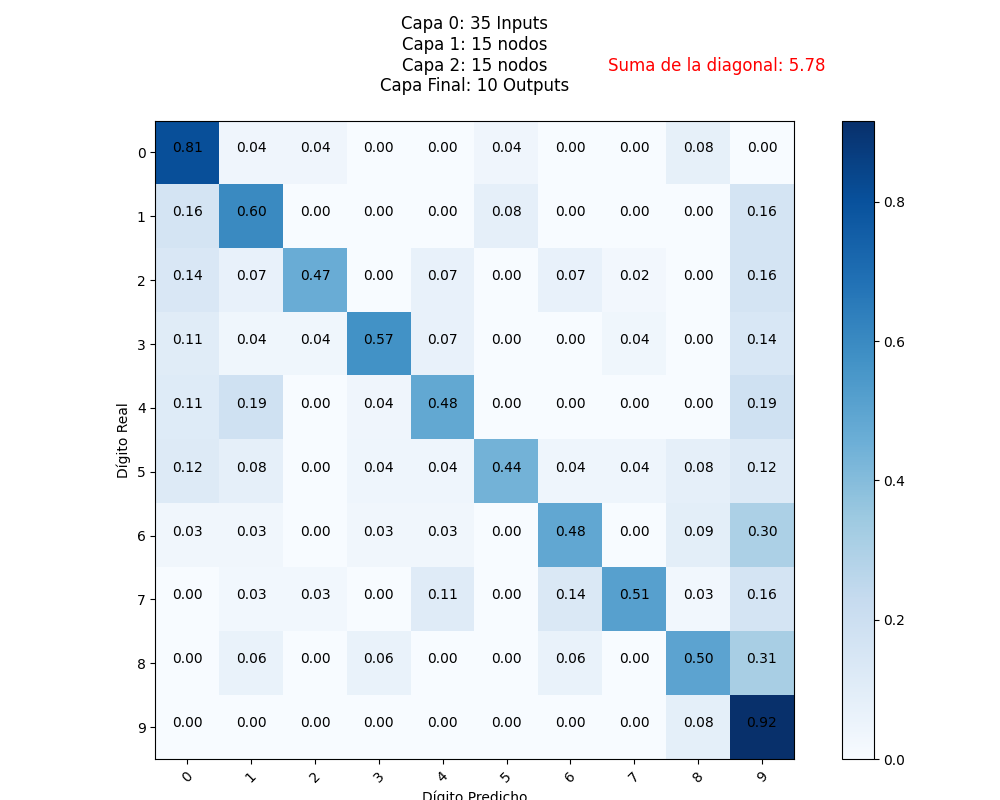 Capa 0: 35 Inputs
Capa 1: 15 nodos
Capa 2: 15 nodos
Suma de la diagonal: 5.78
Capa Final: 10 Outputs
0 0.81 0.04 0.04 0.00 0.00 0.04 0.00 0.00 0.08 0.00
1 0.16 0.60 0.00 0.00 0.00 0.08 0.00 0.00 0.00 0.16
2 0.14 0.07 0.47 0.00 0.07 0.00 0.07 0.02 0.00 0.16
3 0.11 0.04 0.04 0.57 0.07 0.00 0.00 0.04 0.00 0.14
4 0.11 0.19 0.00 0.04 0.48 0.00 0.00 0.00 0.00 0.19
5 0.12 0.08 0.00 0.04 0.04 0.44 0.04 0.04 0.08 0.12
6 0.03 0.03 0.00 0.03 0.03 0.00 0.48 0.00 0.09 0.30
7 0.00 0.03 0.03 0.00 0.11 0.00 0.14 0.51 0.03 0.16
8 0.00 0.06 0.00 0.06 0.00 0.00 0.06 0.00 0.50 0.31
9 0.00 0.00 0.00 0.00 0.00 0.00 0.00 0.00 0.08 0.92
0 1 2 3 4 5 6 7 8 9
Dígito Real
Dígito Predicho
0.8
0.6
0.4
0.2
0.0